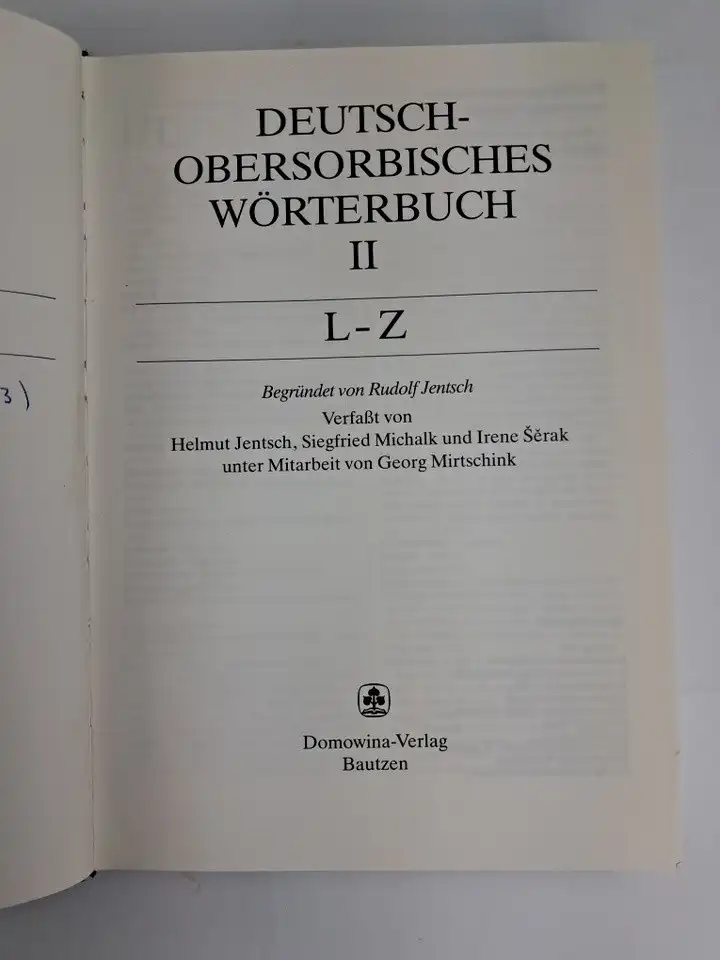 3)
DEUTSCH-
OBERSORBISCHES
WÖRTERBUCH
II
L-Z
Begründet von Rudolf Jentsch
Verfaßt von
Helmut Jentsch, Siegfried Michalk und Irene Šěrak
unter Mitarbeit von Georg Mirtschink
Domowina-Verlag
Bautzen